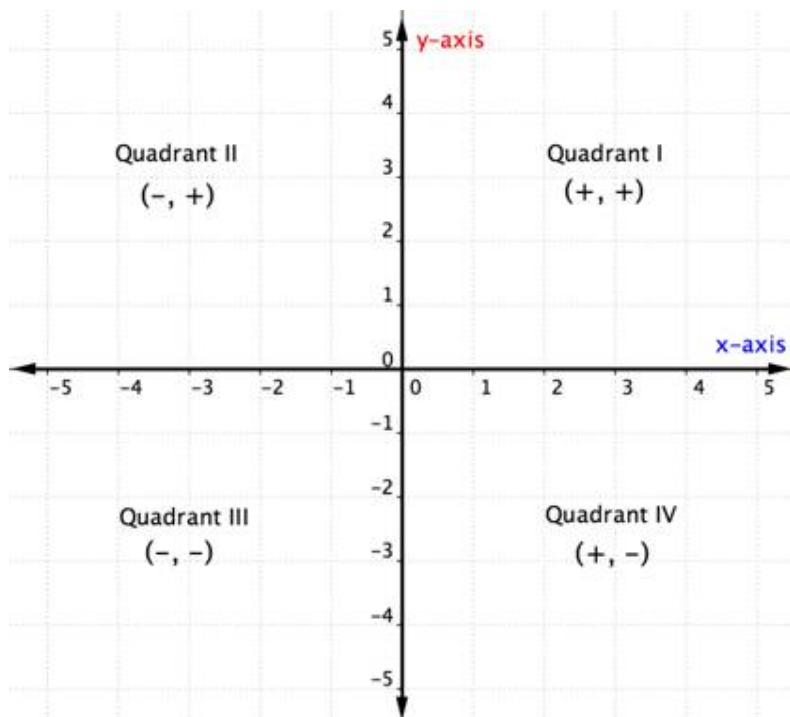 5 y-axis
4
Quadrant II Quadrant I
3
(-, +) (+, +)
2
1
x-axis
0
-5 -4 -3 -2 -1 0 1 2 3 4 5
-1
-2
Quadrant III Quadrant IV
(-, -) (+, -)
-3
-4
-5